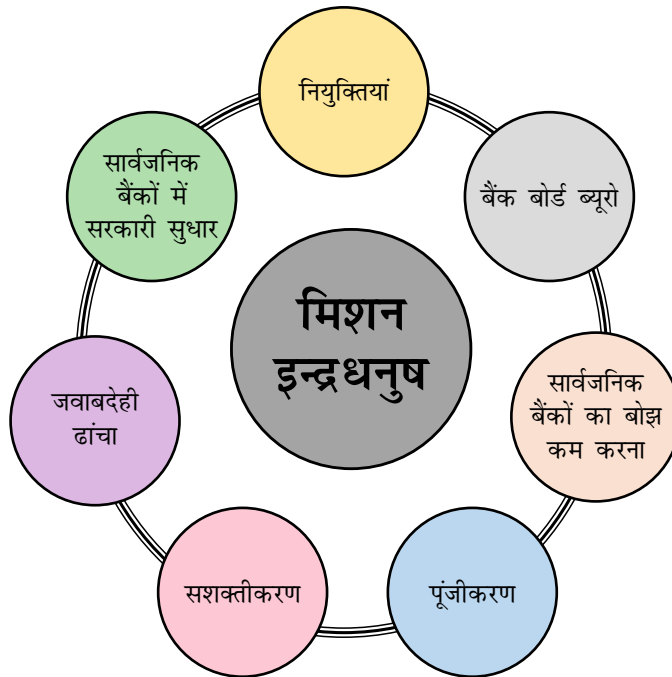 नियुक्तियां
बैंक बोर्ड ब्यूरो
सार्वजनिक
बैंकों का बोझ
कम करना
पूंजीकरण
सशक्तीकरण
जवाबदेही
ढांचा
सार्वजनिक
बैंकों में
सरकारी सुधार
मिशन
इन्द्रधनुष